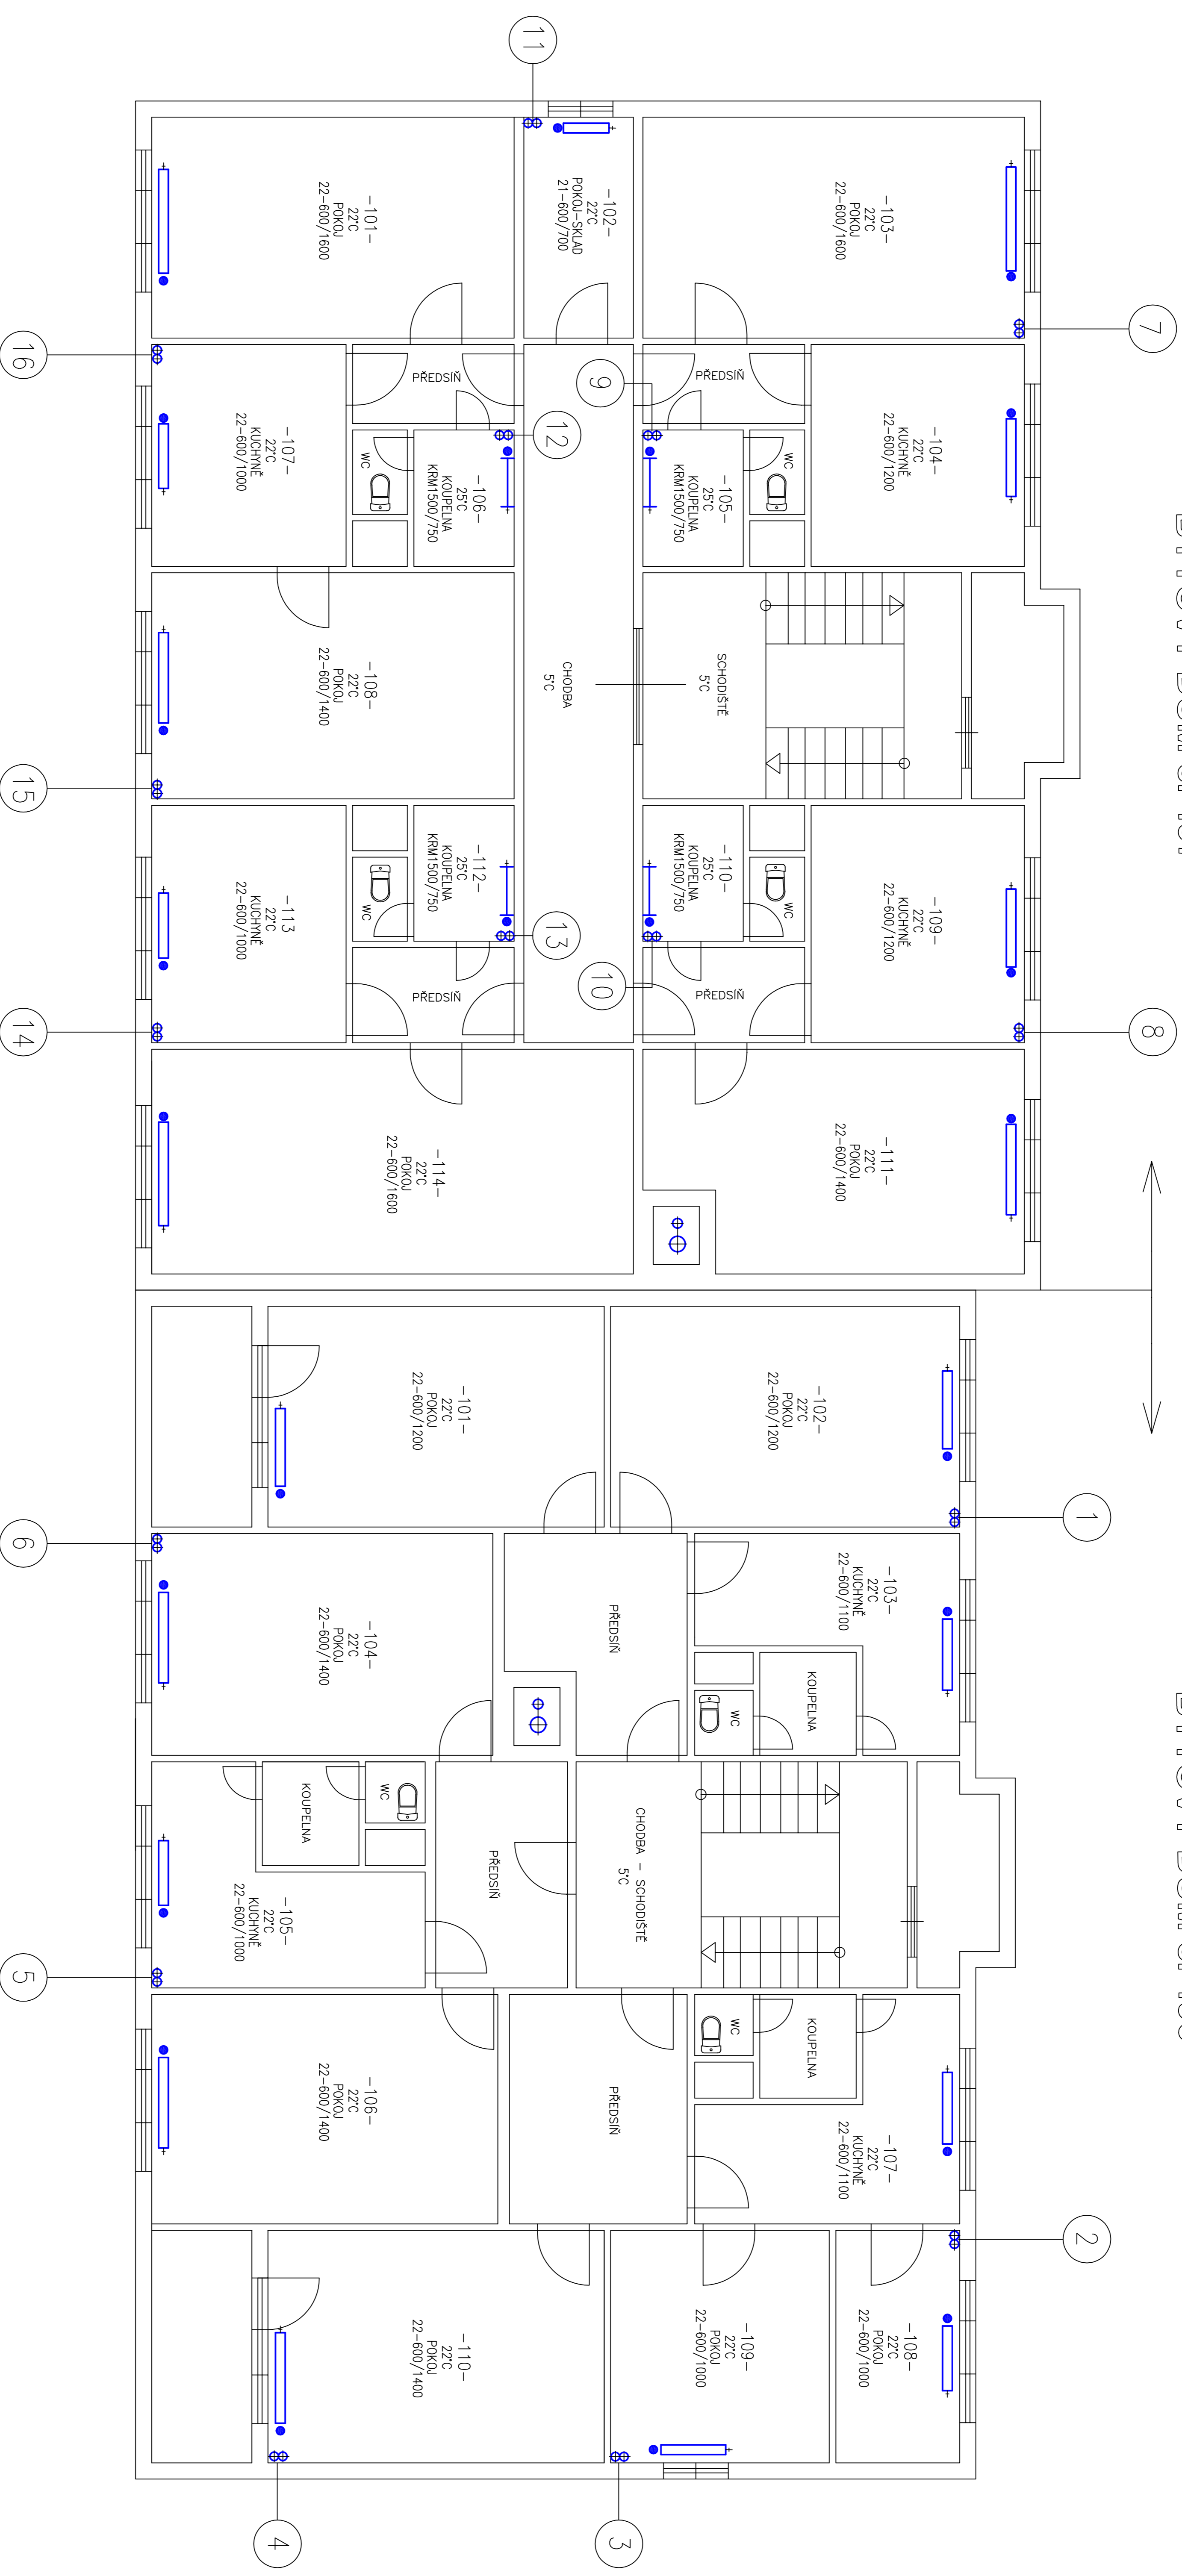 11
7
-101-
22°C
POKOJ
22-600/1600
-102-
22°C
POKOJ-SKLAD
21-600/700
-103-
22°C
POKOJ
22-600/1600
16
9
12
PŘEDSÍŇ
PŘEDSÍŇ
-107-
22°C
KUCHYNĚ
22-600/1000
WC
-106-
25°C
KOUPELNA
KRM1500/750
-105-
25°C
KOUPELNA
KRM1500/750
WC
-104-
22°C
KUCHYNĚ
22-600/1200
-108-
22°C
POKOJ
22-600/1400
CHODBA
5°C
SCHODIŠTĚ
5°C
15
-113
22°C
KUCHYNĚ
22-600/1000
WC
-112-
25°C
KOUPELNA
KRM1500/750
-110-
25°C
KOUPELNA
KRM1500/750
WC
-109-
22°C
KUCHYNĚ
22-600/1200
13
10
PŘEDSÍŇ
PŘEDSÍŇ
14
8
-114-
22°C
POKOJ
22-600/1600
-111-
22°C
POKOJ
22-600/1400
-101-
22°C
POKOJ
22-600/1200
-102-
22°C
POKOJ
22-600/1200
6
1
-104-
22°C
POKOJ
22-600/1400
PŘEDSÍŇ
-103-
22°C
KUCHYNĚ
22-600/1100
KOUPELNA
WC
KOUPELNA
WC
PŘEDSÍŇ
CHODBA - SCHODIŠTĚ
5°C
-105-
22°C
KUCHYNĚ
22-600/1000
5
-106-
22°C
POKOJ
22-600/1400
PŘEDSÍŇ
WC
KOUPELNA
-107-
22°C
KUCHYNĚ
22-600/1100
2
-110-
22°C
POKOJ
22-600/1400
-109-
22°C
POKOJ
22-600/1000
-108-
22°C
POKOJ
22-600/1000
4
3